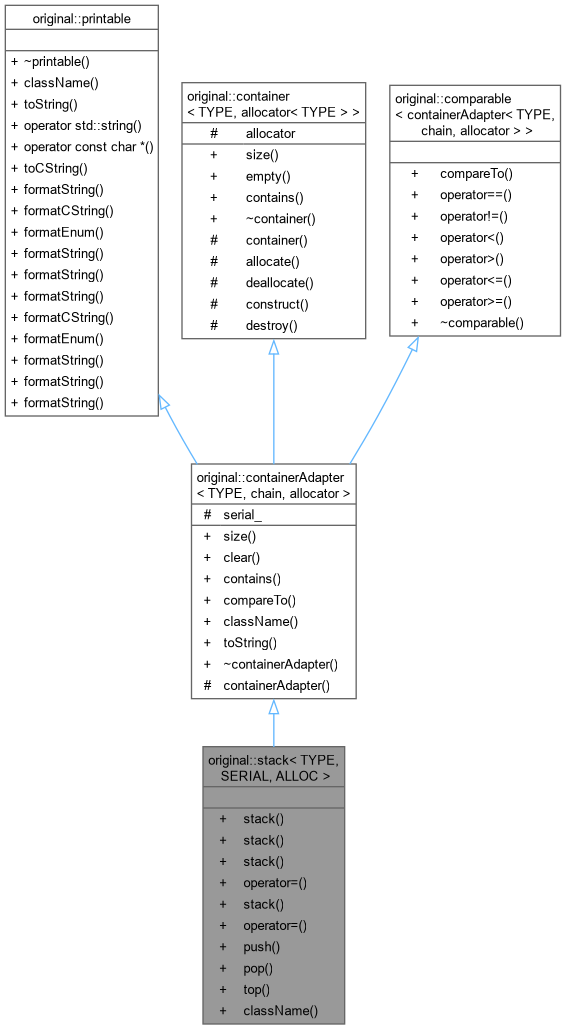 original::printable
+ ~printable()
+ className()
+ toString()
+ operator std::string()
+ operator const char *()
+ toCString()
+ formatString()
+ formatCString()
+ formatEnum()
+ formatString()
+ formatString()
+ formatString()
+ formatCString()
+ formatEnum()
+ formatString()
+ formatString()
+ formatString()
original::container
< TYPE, allocator< TYPE > >
# allocator
+ size()
+ empty()
+ contains()
+ ~container()
# container()
# allocate()
# deallocate()
# construct()
# destroy()
original::comparable
< containerAdapter< TYPE,
chain, allocator > >
+ compareTo()
+ operator==()
+ operator!=()
+ operator<()
+ operator>()
+ operator<=()
+ operator>=()
+ ~comparable()
original::containerAdapter
< TYPE, chain, allocator >
# serial_
+ size()
+ clear()
+ contains()
+ compareTo()
+ className()
+ toString()
+ ~containerAdapter()
# containerAdapter()
original::stack< TYPE,
SERIAL, ALLOC >
+ stack()
+ stack()
+ stack()
+ operator=()
+ stack()
+ operator=()
+ push()
+ pop()
+ top()
+ className()